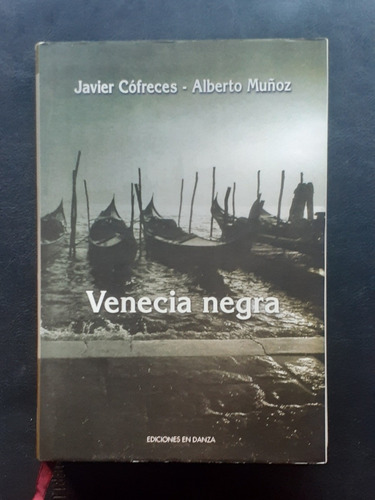 Javier Cófreces - Alberto Muñoz
Venecia negra
EDICIONES EN DANZA